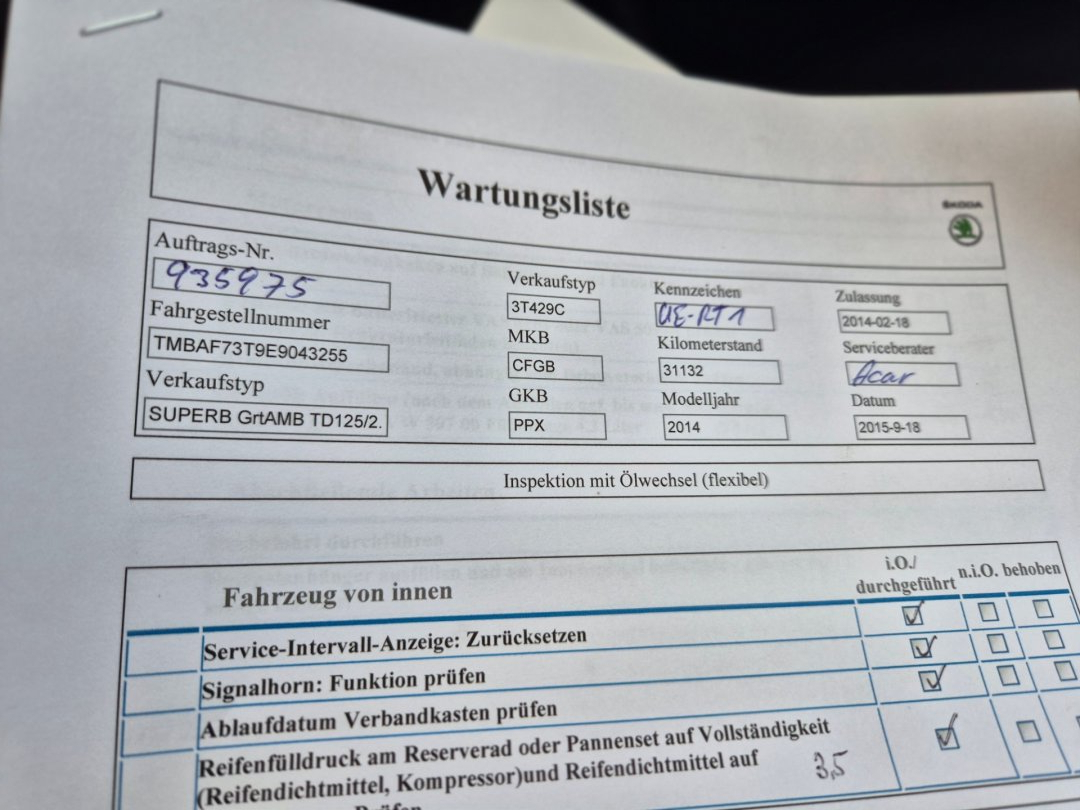 Wartungsliste
ŠKODA
Auftrags-Nr.
935975
Fahrgestellnummer
TMBAF73T9E9043255
Verkaufstyp
SUPERB GrtAMB TD125/2.
Verkaufstyp
3T429C
MKB
CFGB
GKB
PPX
Kennzeichen
UE-RT1
Kilometerstand
31132
Modelljahr
2014
Zulassung
2014-02-18
Serviceberater
Acar
Datum
2015-9-18
Inspektion mit Ölwechsel (flexibel)
Fahrzeug von innen
i.O./
durchgeführt
n.i.O. behoben
Service-Intervall-Anzeige: Zurücksetzen
Signalhorn: Funktion prüfen
Ablaufdatum Verbandkasten prüfen
Reifenfülldruck am Reserverad oder Pannenset auf Vollständigkeit
(Reifendichtmittel, Kompressor)und Reifendichtmittel auf
3,5